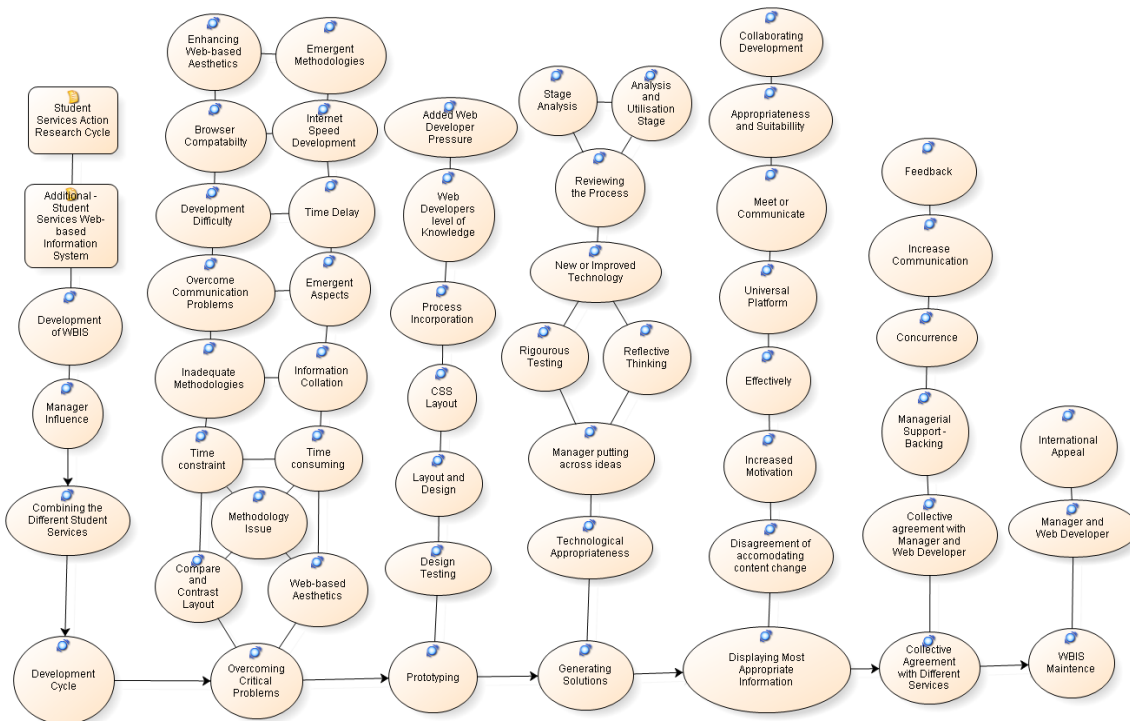 Student
Services Action
Research Cycle
Additional -
Student
Services Web-
based
Information
System
Development
of WBIS
Manager
Influence
Combining the
Different Student
Services
Development
Cycle
Enhancing
Web-based
Aesthetics
Emergent
Methodologies
Browser
Compatabilty
Internet
Speed
Development
Development
Difficulty
Time Delay
Overcome
Communication
Problems
Emergent
Aspects
Inadequate
Methodologies
Information
Collation
Time
constraint
Time
consuming
Methodology
Issue
Compare
and
Contrast
Layout
Web-based
Aesthetics
Overcoming
Critical
Problems
Added Web
Developer
Pressure
Web
Developers
level of
Knowledge
Process
Incorporation
CSS
Layout
Layout and
Design
Design
Testing
Prototyping
Stage
Analysis
Analysis
and
Utilisation
Stage
Reviewing
the Process
New or Improved
Technology
Rigourous
Testing
Reflective
Thinking
Manager putting
across ideas
Technological
Appropriateness
Generating
Solutions
Collaborating
Development
Appropriateness
and Suitabillity
Meet or
Communicate
Universal
Platform
Effectively
Increased
Motivation
Disagreement of
accomodating
content change
Displaying Most
Appropriate
Information
Feedback
Increase
Communication
Concurrence
Managerial
Support -
Backing
Collective
agreement with
Manager and
Web Developer
Collective
Agreement
with Different
Services
International
Appeal
Manager and
Web Developer
WBIS
Maintence